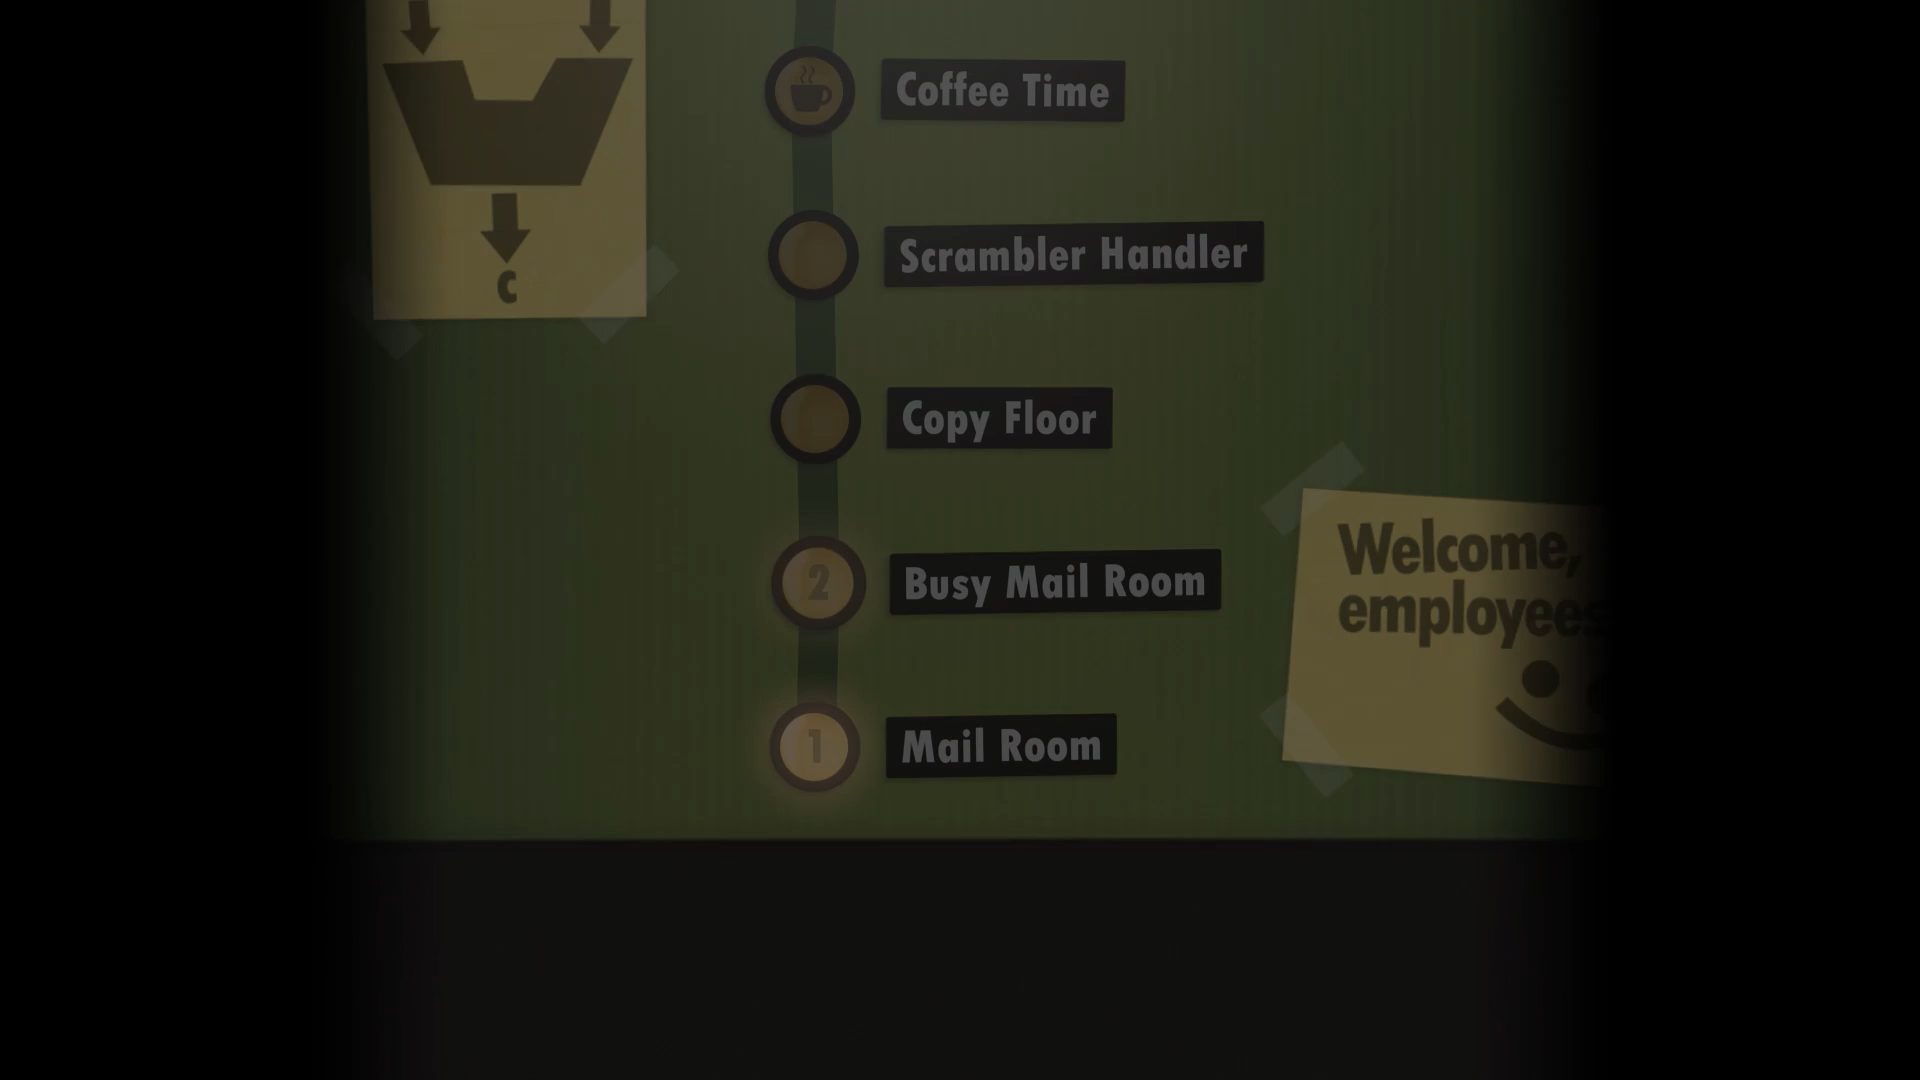 C
Coffee Time
Scrambler Handler
Copy Floor
2
Busy Mail Room
1
Mail Room
Welcome,
employees